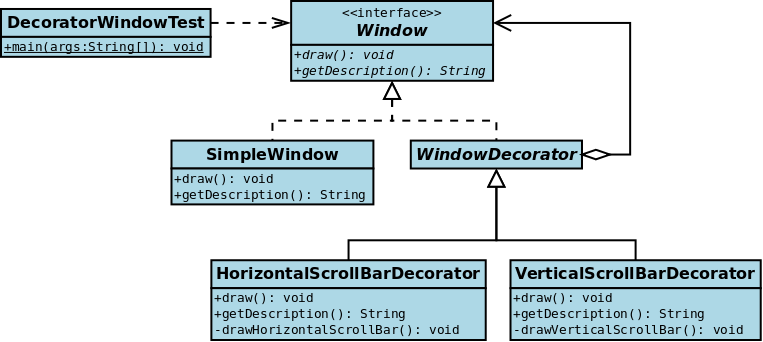 DecoratorWindowTest
+main(args:String[]): void
<<interface>>
Window
+draw(): void
+getDescription(): String
SimpleWindow
+draw(): void
+getDescription(): String
WindowDecorator
HorizontalScrollBarDecorator
+draw(): void
+getDescription(): String
-drawHorizontalScrollBar(): void
VerticalScrollBarDecorator
+draw(): void
+getDescription(): String
-drawVerticalScrollBar(): void